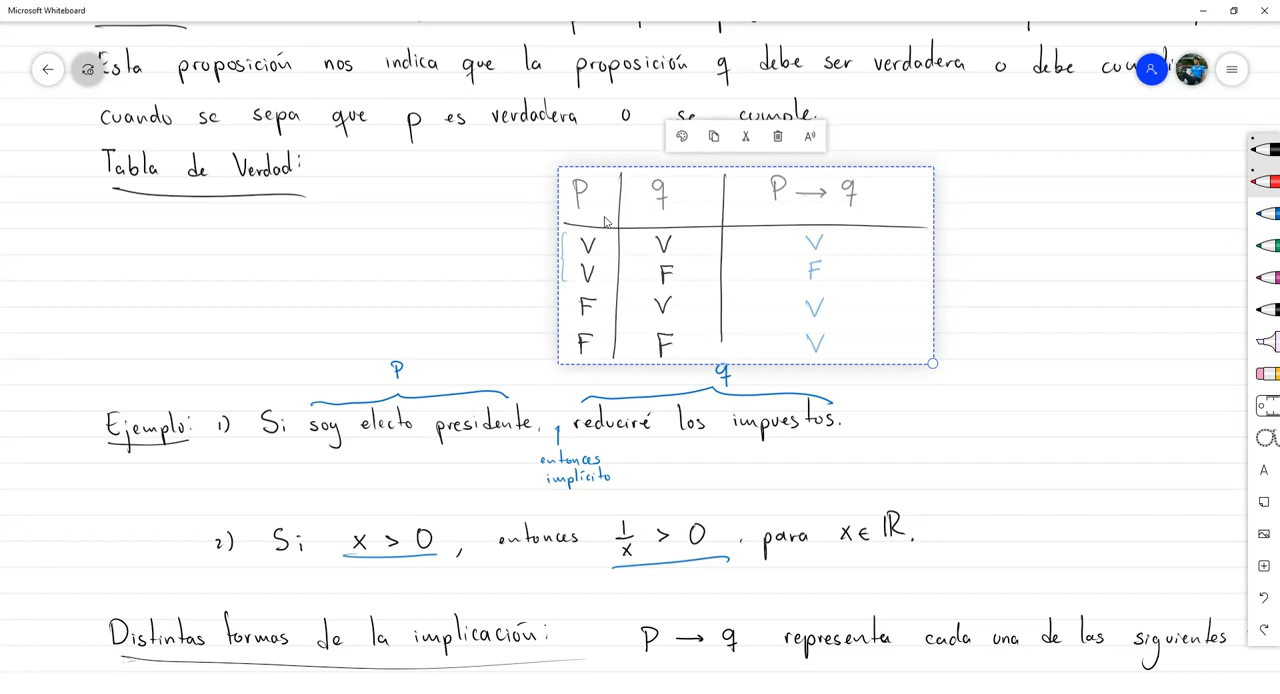 Microsoft Whiteboard
Esta proposición nos indica que la proposición q debe ser verdadera o debe
cuando se sepa que p es verdadera o se cumple.
Tabla de Verdad:
P q P → q
V V V
V F F
F V V
F F V
P q
Ejemplo: 1) Si soy electo presidente, reduciré los impuestos.
entonces
implícito
2) Si x > 0, entonces 1/x > 0, para x ∈ ℝ.
Distintas formas de la implicación: P → q representa cada una de las siguientes